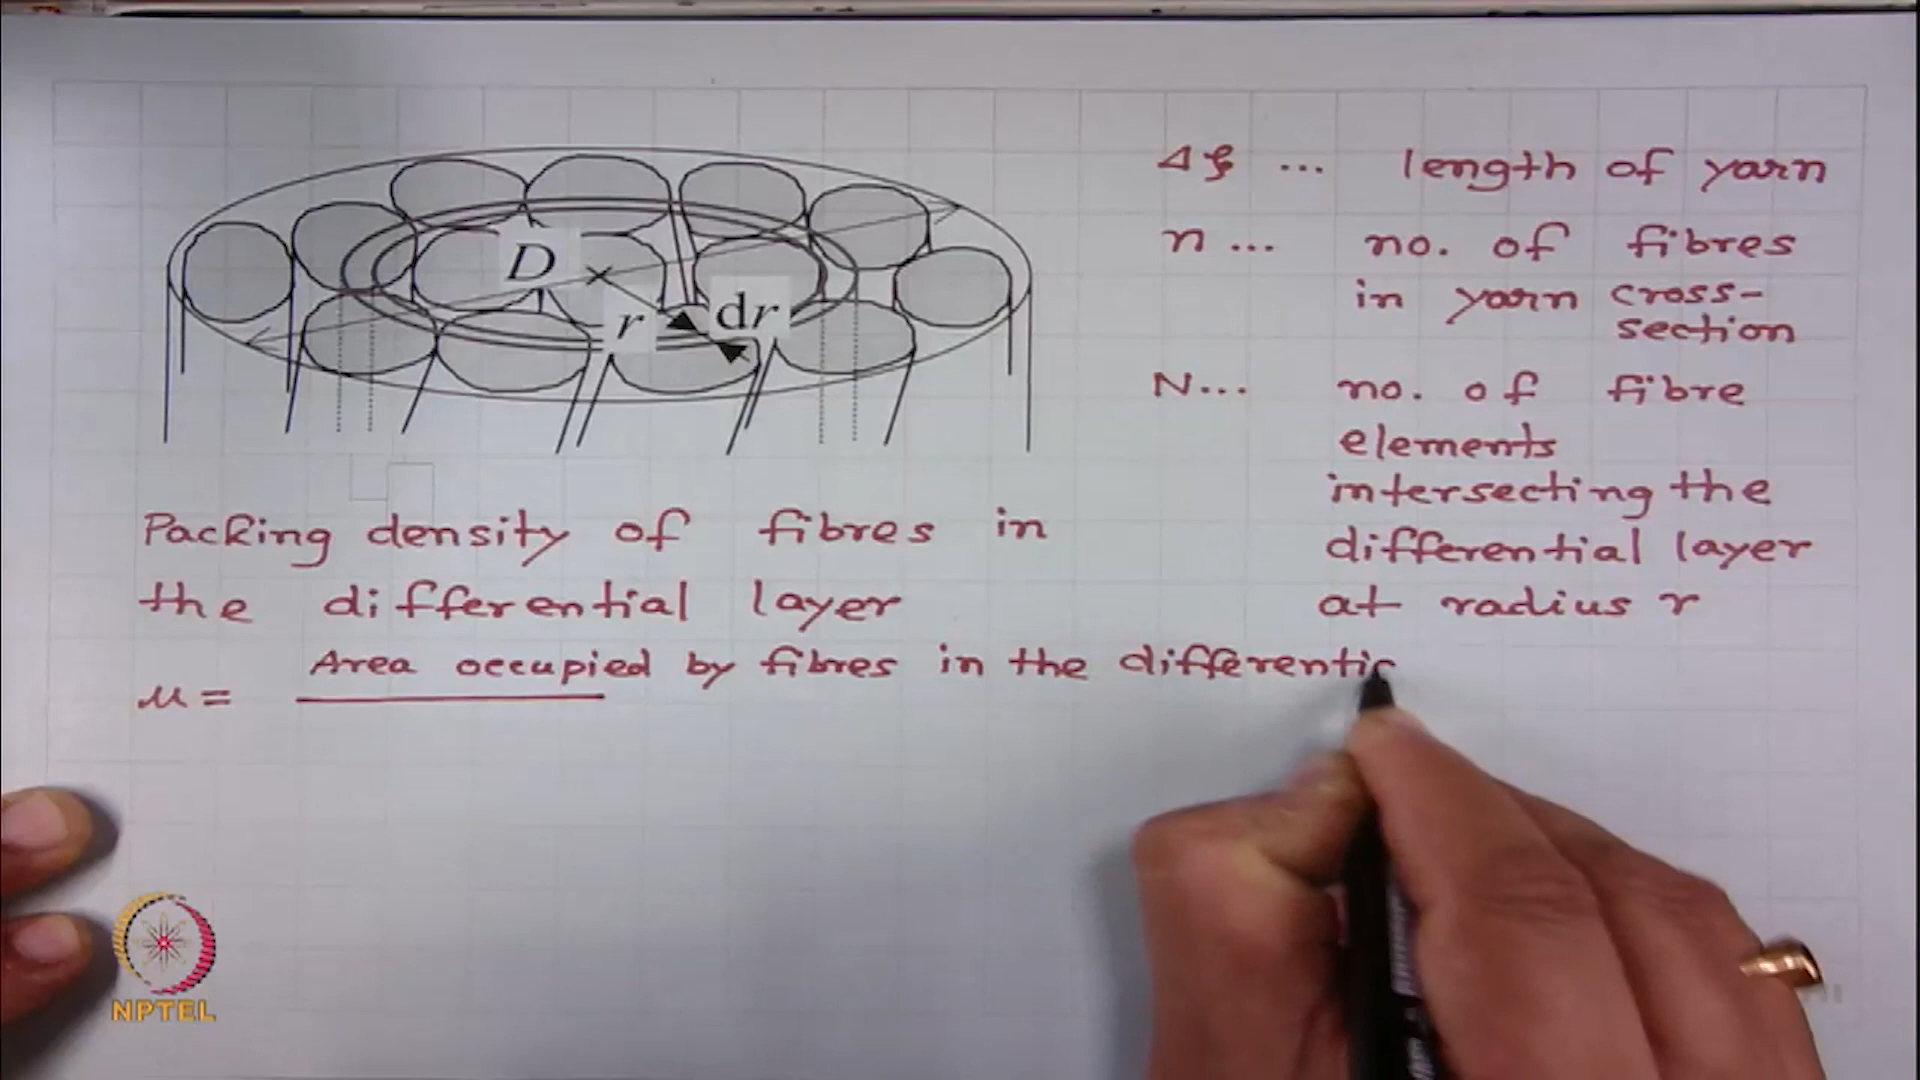 D
r
dr
Δξ ... length of yarn
n ... no. of fibres
in yarn cross-
section
N... no. of fibre
elements
intersecting the
differential layer
at radius r
Packing density of fibres in
the differential layer
Area occupied by fibres in the differentia
μ =
NPTEL